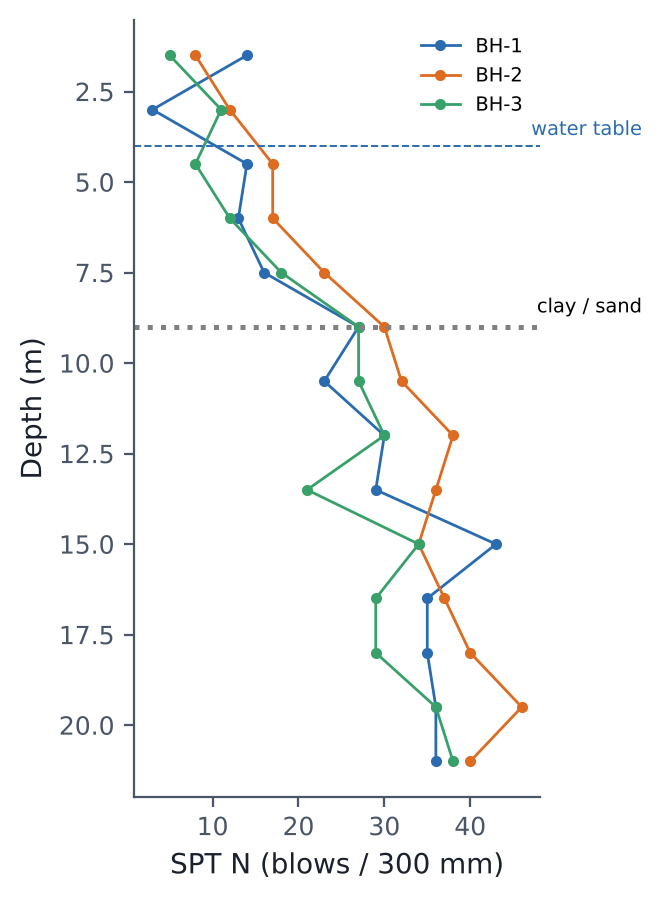 BH-1
BH-2
BH-3
water table
clay / sand
2.5
5.0
7.5
10.0
12.5
15.0
17.5
20.0
Depth (m)
10 20 30 40
SPT N (blows / 300 mm)